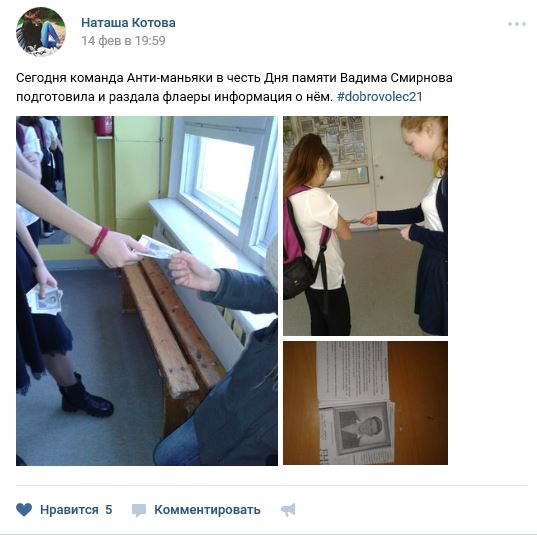 Наташа Котова
14 фев в 19:59
Сегодня команда Анти-маньяки в честь Дня памяти Вадима Смирнова
подготовила и раздала флаеры информация о нём. #dobrovolec21
Нравится 5
Комментировать